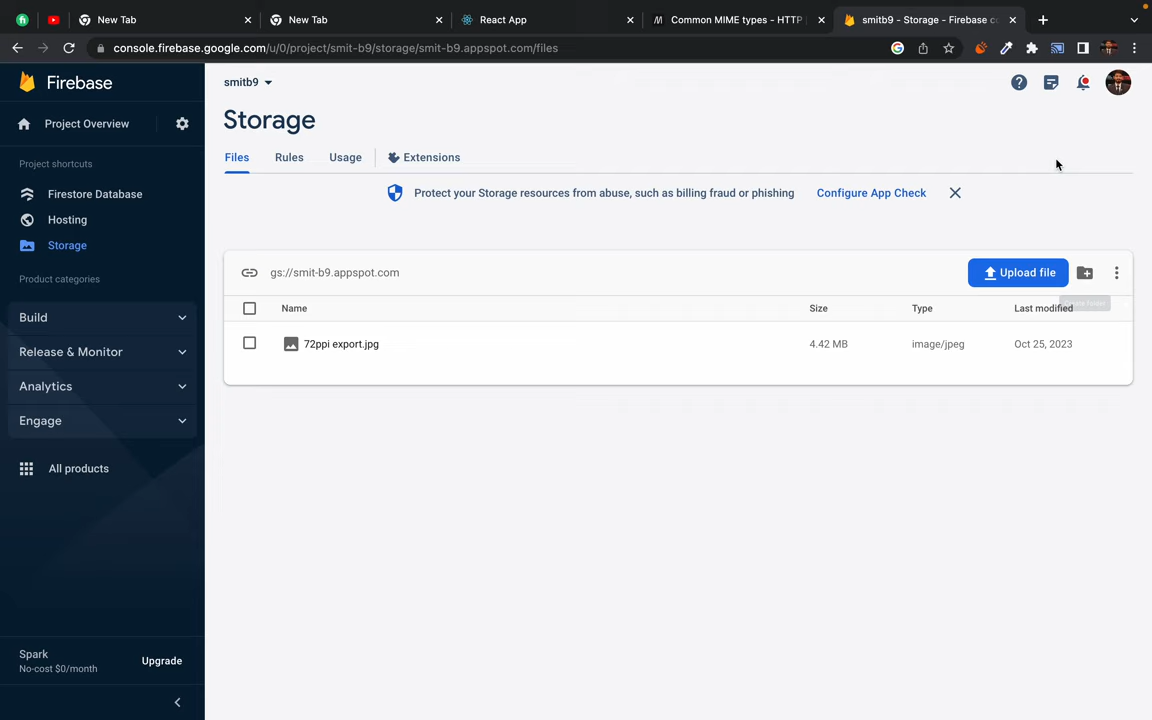 New Tab
New Tab
React App
Common MIME types - HTTP
smitb9 - Storage - Firebase c
console.firebase.google.com/u/0/project/smit-b9/storage/smit-b9.appspot.com/files
Firebase
Project Overview
Project shortcuts
Firestore Database
Hosting
Storage
Product categories
Build
Release & Monitor
Analytics
Engage
All products
Spark
No-cost $0/month
Upgrade
smitb9
Storage
Files
Rules
Usage
Extensions
Protect your Storage resources from abuse, such as billing fraud or phishing
Configure App Check
gs://smit-b9.appspot.com
Upload file
Create folder
Name
Size
Type
Last modified
72ppi export.jpg
4.42 MB
image/jpeg
Oct 25, 2023